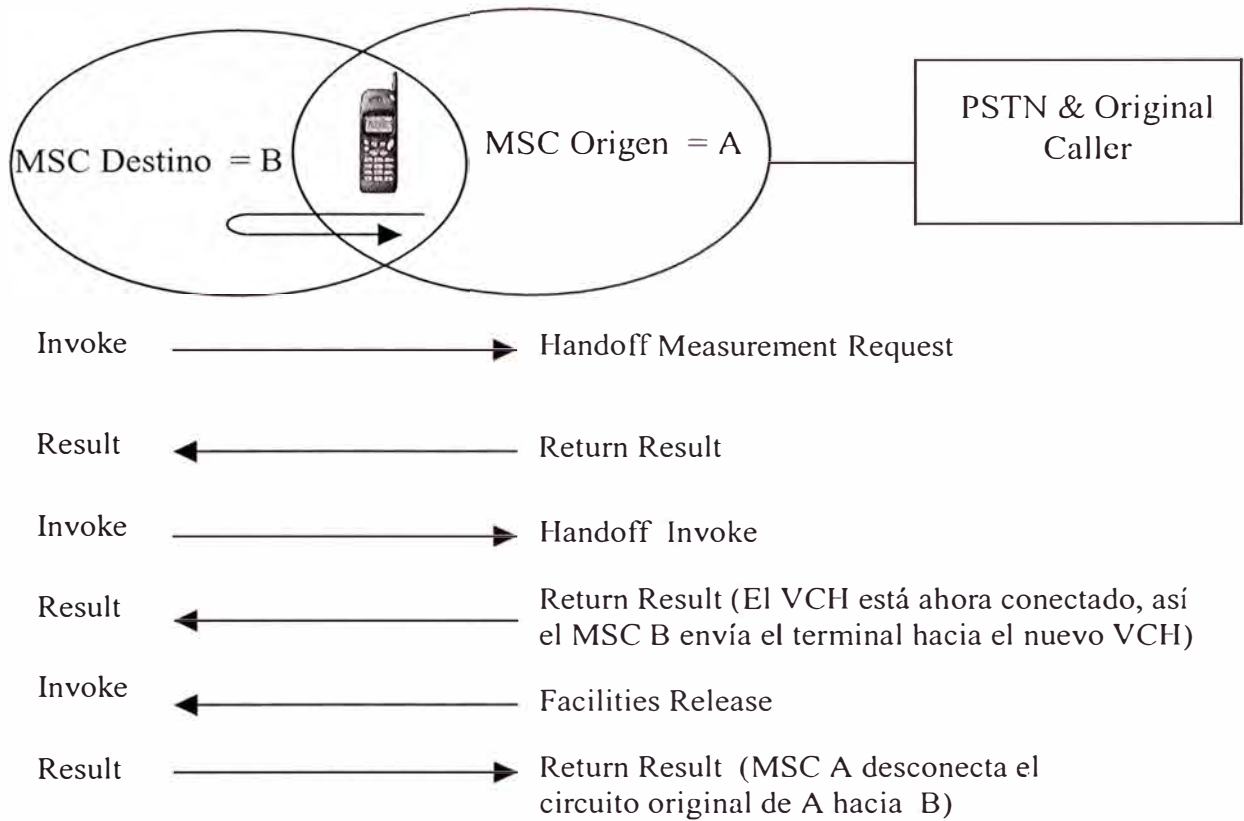 MSC Destino = B
MSC Origen = A
PSTN & Original
Caller
Invoke
Handoff Measurement Request
Result
Return Result
Invoke
Handoff Invoke
Result
Return Result (El VCH está ahora conectado, así
el MSC B envía el terminal hacia el nuevo VCH)
Invoke
Facilities Release
Result
Return Result (MSC A desconecta el
circuito original de A hacia B)